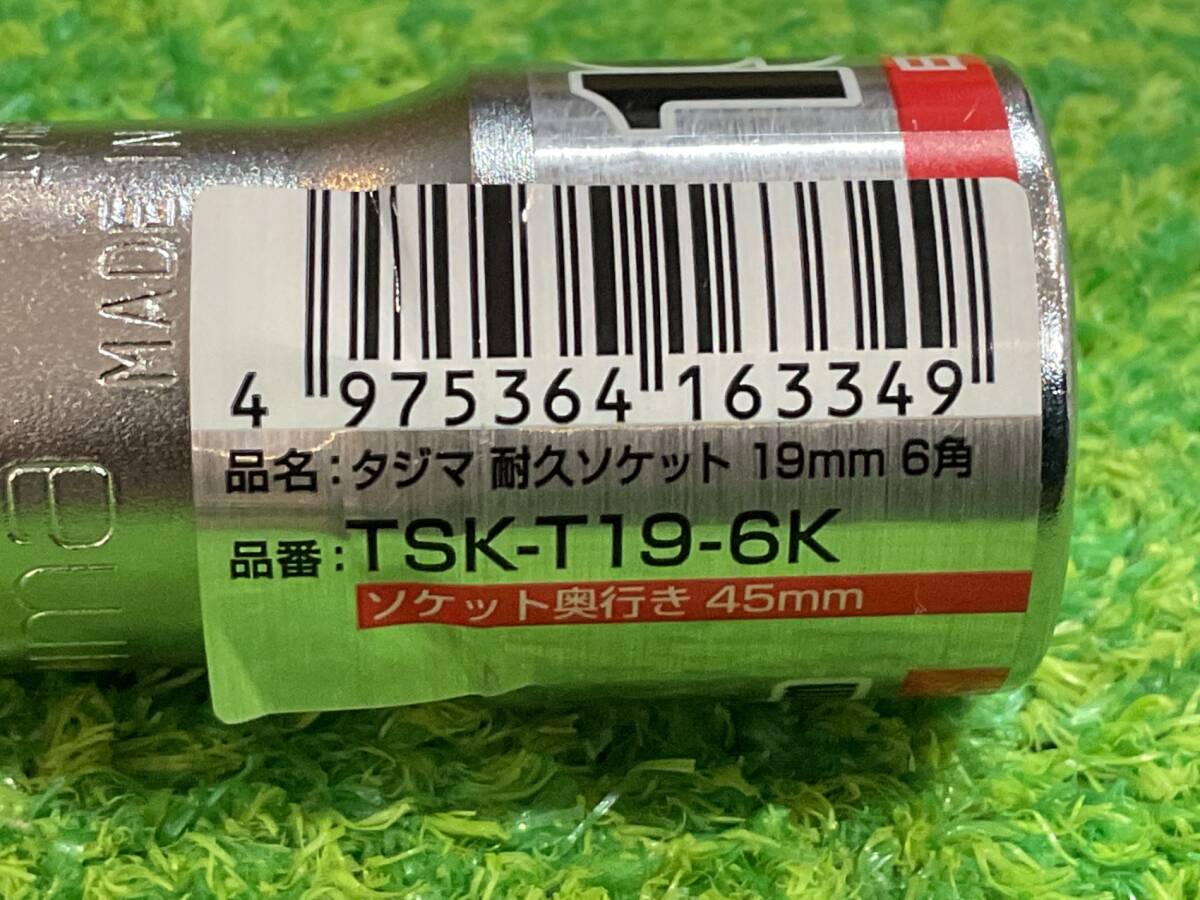 MADE IN
4 975364 163349
品名：タジマ 耐久ソケット 19mm 6角
品番：TSK-T19-6K
ソケット奥行き 45mm